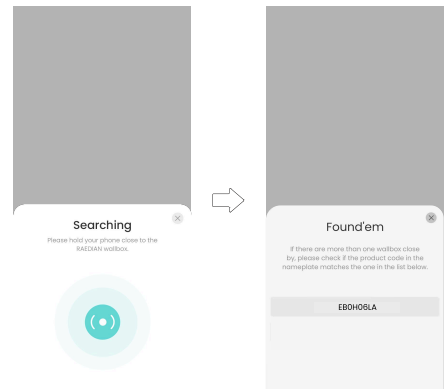 Searching
Please hold your phone close to the
RAEDIAN wallbox.
Found'em
If there are more than one wallbox close
by, please check if the product code in the
nameplate matches the one in the list below.
EB0H06LA